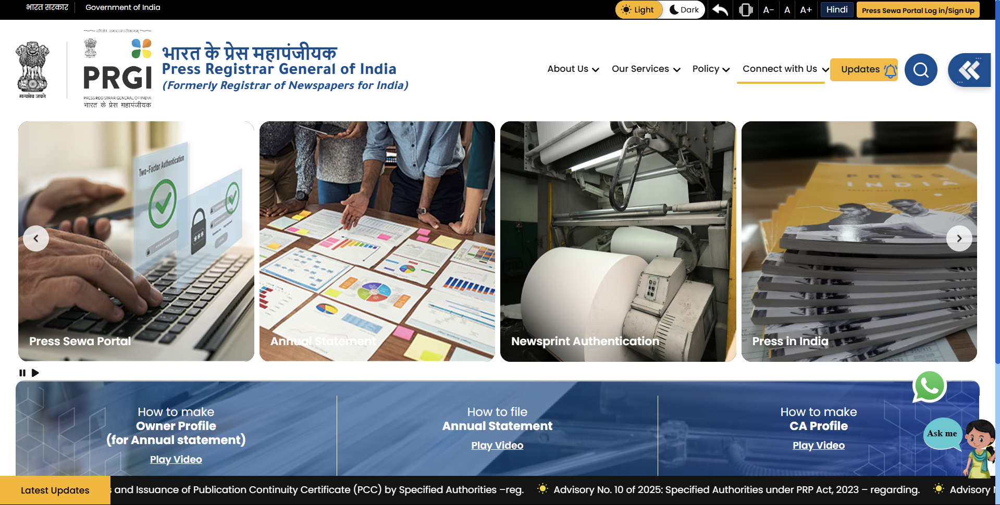 भारत सरकार
Government of India
Light
Dark
A-
A
A+
Hindi
Press Sewa Portal Log in/Sign Up
सत्यमेव जयते
PRGI
PRESS REGISTRAR GENERAL OF INDIA
भारत के प्रेस महापंजीयक
भारत के प्रेस महापंजीयक
Press Registrar General of India
(Formerly Registrar of Newspapers for India)
About Us
Our Services
Policy
Connect with Us
Updates
Two-Factor Authentication
PRESS
INDIA
Press Sewa Portal
Annual Statement
Newsprint Authentication
Press in India
How to make
Owner Profile
(for Annual statement)
Play Video
How to file
Annual Statement
Play Video
How to make
CA Profile
Play Video
Ask me
Latest Updates
s and Issuance of Publication Continuity Certificate (PCC) by Specified Authorities –reg.
Advisory No. 10 of 2025: Specified Authorities under PRP Act, 2023 – regarding.
Advisory